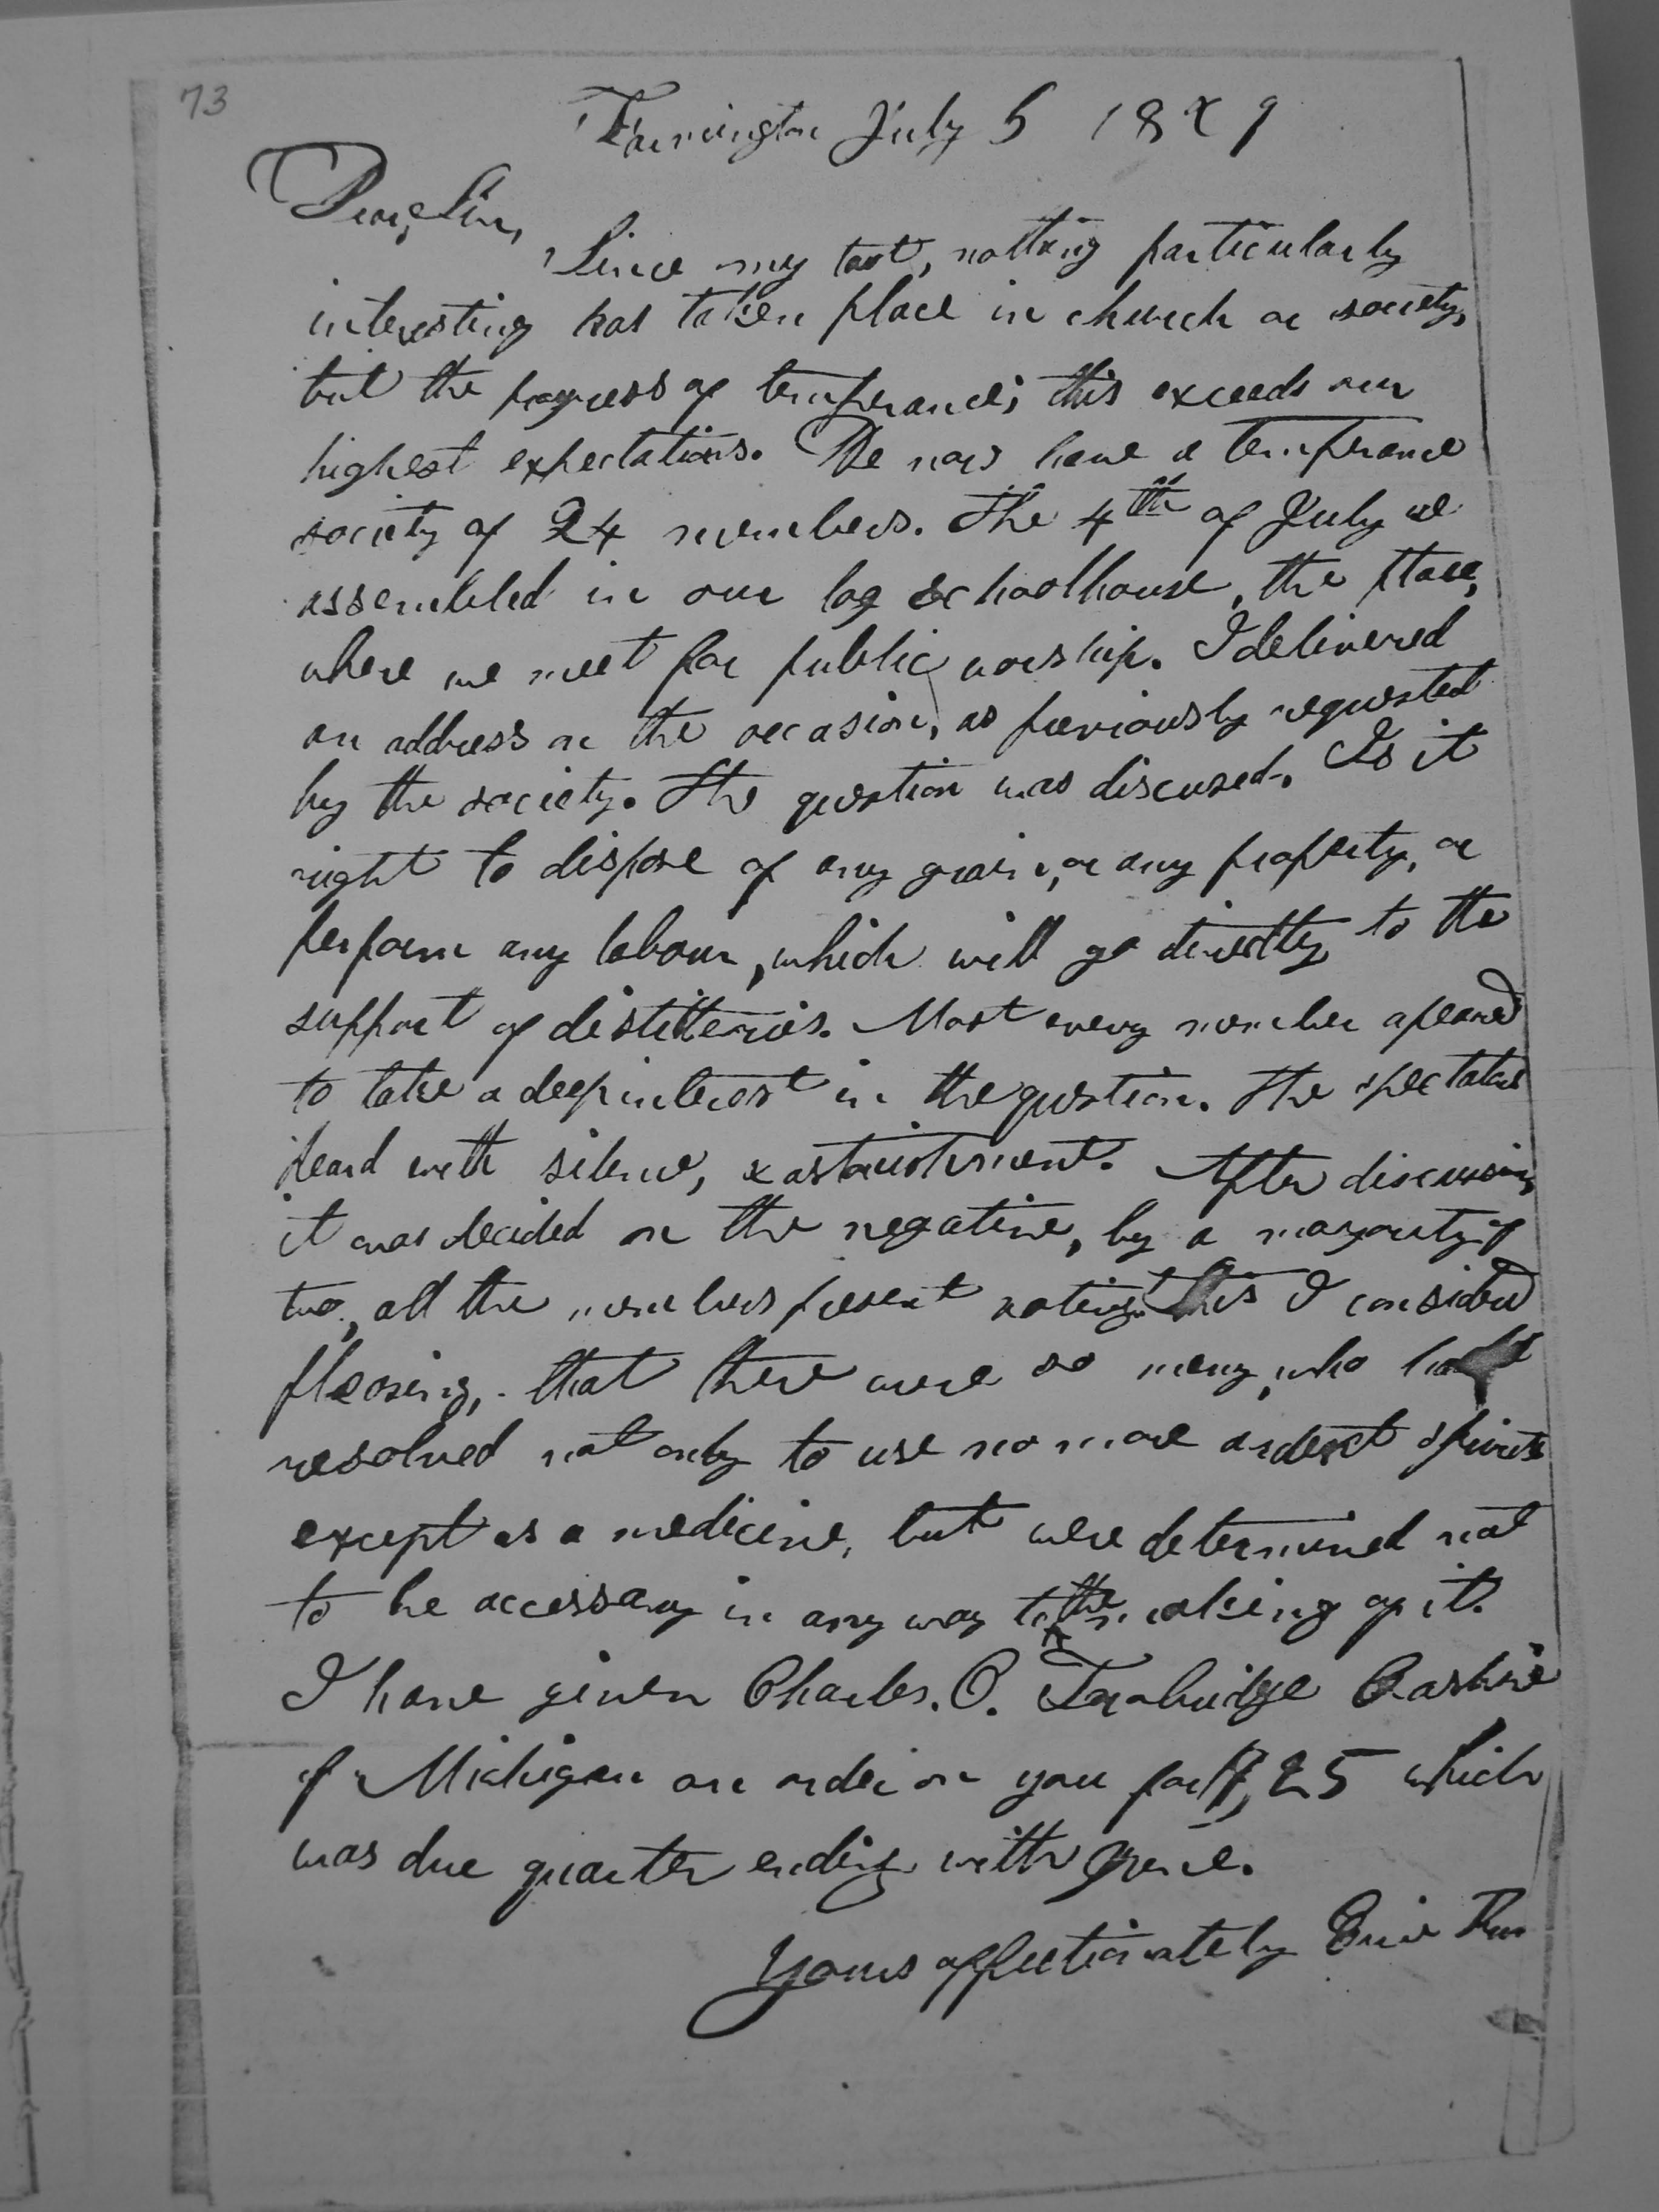 73
Farmington July 5 1829
Dear Sir,
Since my last, nothing particularly
interesting has taken place in church or society,
but the progress of temperance; this exceeds our
highest expectations. We now have a temperance
society of 24 members. The 4th of July we
assembled in our log schoolhouse, the place,
where we meet for public worship. I delivered
an address on the occasion, as previously requested
by the society. The question was discused. Is it
right to dispose of any grain, or any property, or
perform any labour, which will go directly to the
support of distilleries. Most every member apeared
to take a deep interest in the question. The spectators
heard with silence, & astonishment. After discussion,
it was decided in the negative, by a majority of
two, all the members present voting. This I considered
pleasing, that there were so many, who had
resolved not only to use no more ardent spirits
except as a medicine, but were determined not
to be accessary in any way to the making of it.
I have given Charles. C. Trobridge Cashire
of Michigan an order on you for 25 which
was due quarter ending with June.
Yours affectionately Eric